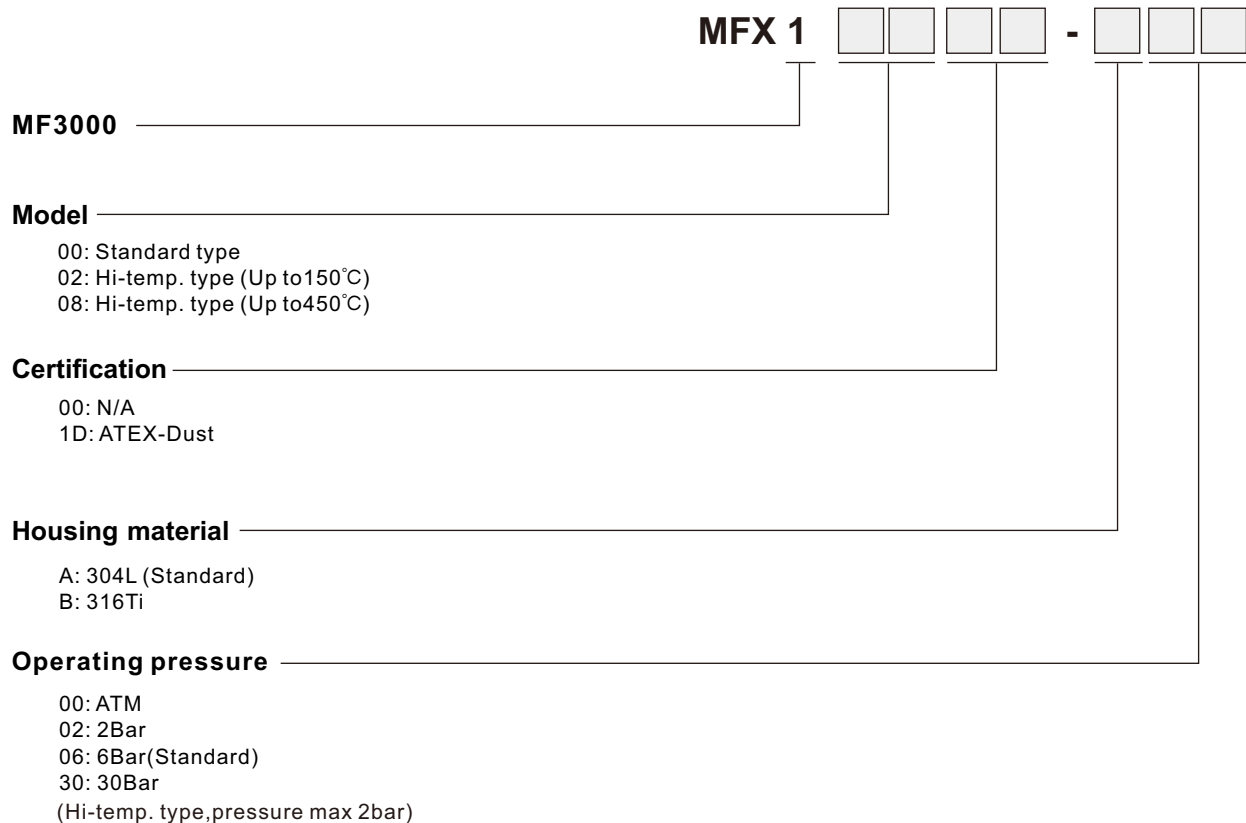 MFX 1 -
MF3000
Model
00: Standard type
02: Hi-temp. type (Up to150℃)
08: Hi-temp. type (Up to450℃)
Certification
00: N/A
1D: ATEX-Dust
Housing material
A: 304L (Standard)
B: 316Ti
Operating pressure
00: ATM
02: 2Bar
06: 6Bar(Standard)
30: 30Bar
(Hi-temp. type,pressure max 2bar)